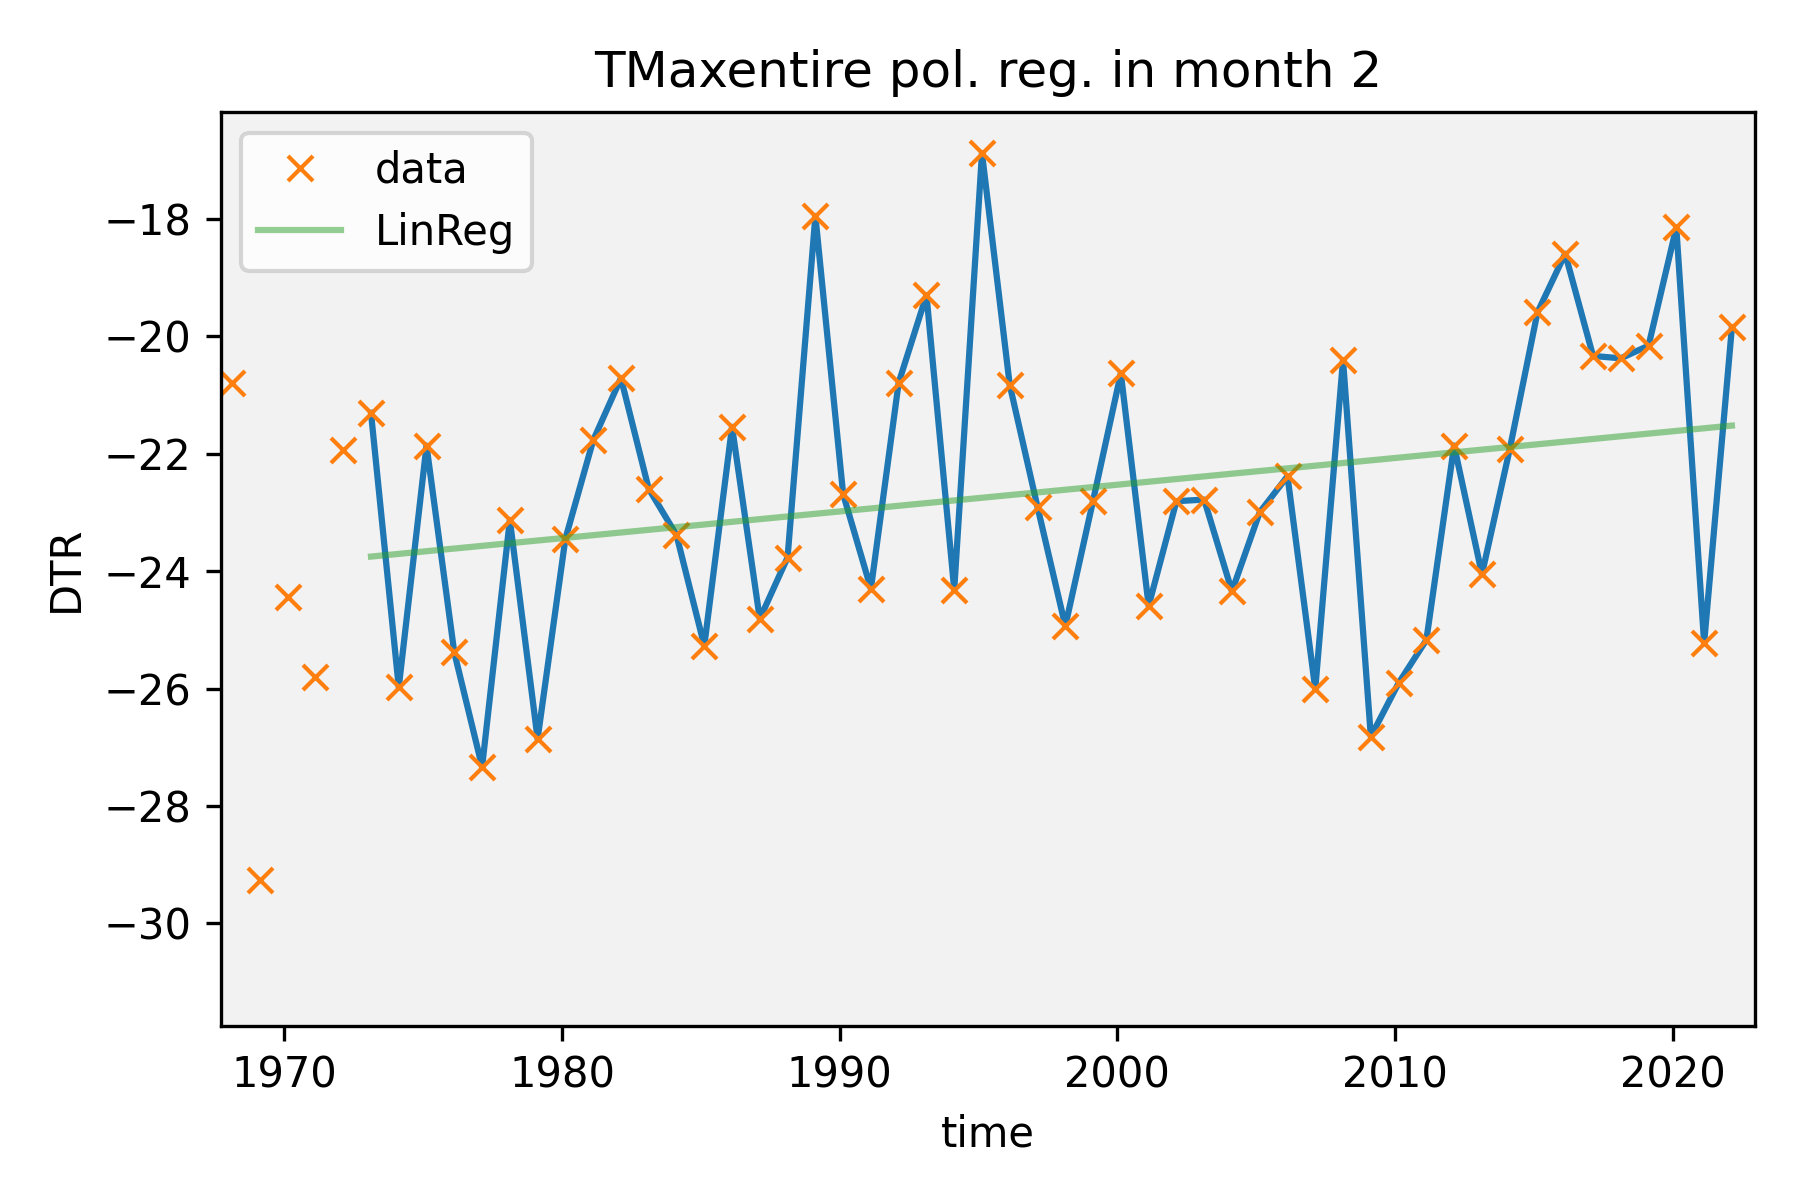 TMaxentire pol. reg. in month 2
data
LinReg
−18
−20
−22
−24
−26
−28
−30
DTR
1970 1980 1990 2000 2010 2020
time